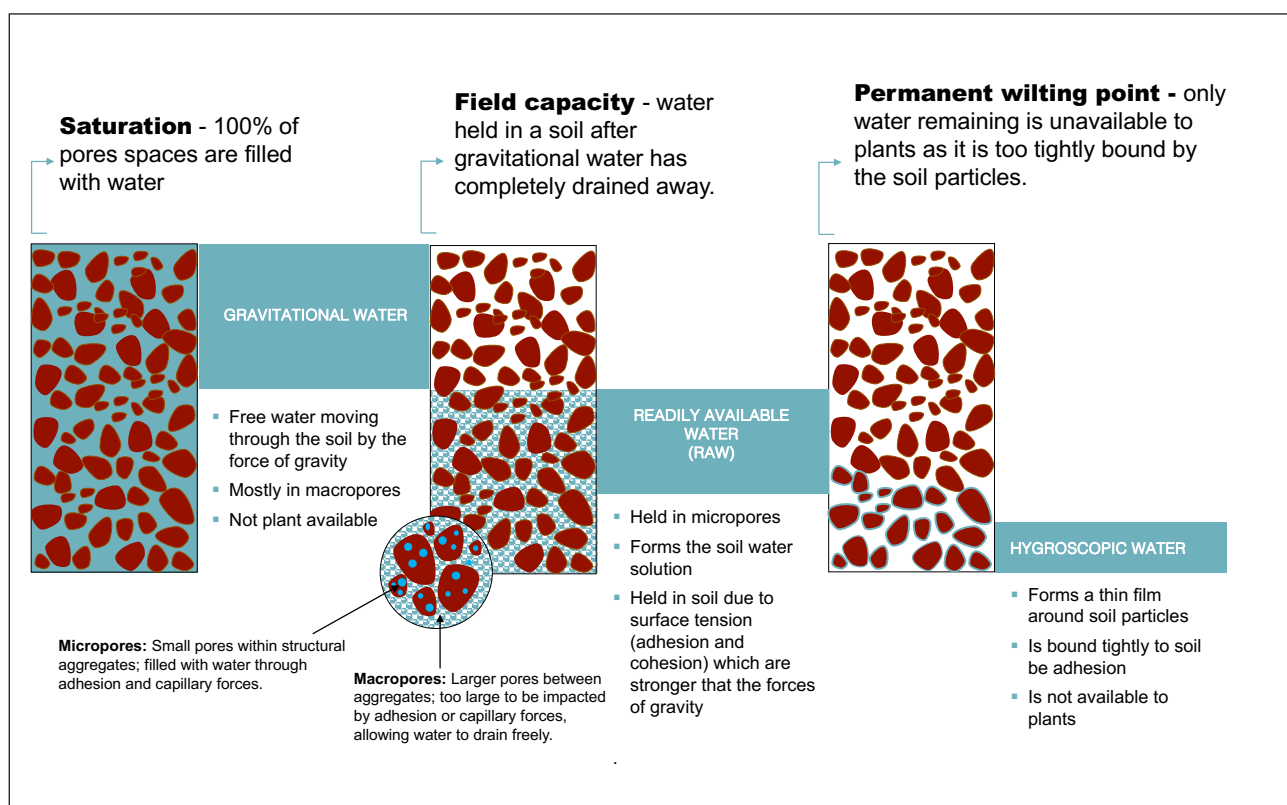 Saturation - 100% of
pores spaces are filled
with water
Field capacity - water
held in a soil after
gravitational water has
completely drained away.
Permanent wilting point - only
water remaining is unavailable to
plants as it is too tightly bound by
the soil particles.
GRAVITATIONAL WATER
▪ Free water moving
through the soil by the
force of gravity
▪ Mostly in macropores
▪ Not plant available
READILY AVAILABLE
WATER
(RAW)
▪ Held in micropores
▪ Forms the soil water
solution
▪ Held in soil due to
surface tension
(adhesion and
cohesion) which are
stronger that the forces
of gravity
HYGROSCOPIC WATER
▪ Forms a thin film
around soil particles
▪ Is bound tightly to soil
be adhesion
▪ Is not available to
plants
Micropores: Small pores within structural
aggregates; filled with water through
adhesion and capillary forces.
Macropores: Larger pores between
aggregates; too large to be impacted
by adhesion or capillary forces,
allowing water to drain freely.
.